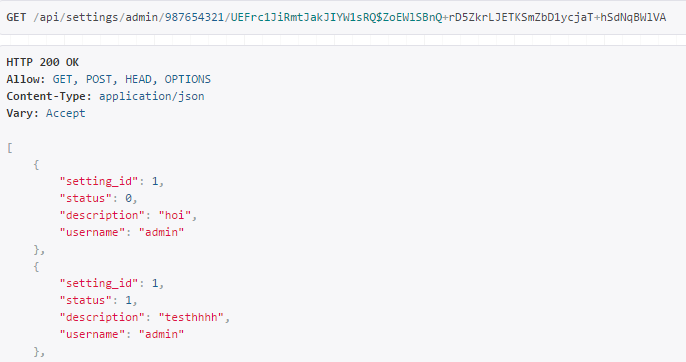 GET /api/settings/admin/987654321/UEFrc1JiRmtJakJIYW1sRQ$ZoEWlSBnQ+rD5ZkrLJETKSmZbD1ycjaT+hSdNqBWlVA
HTTP 200 OK
Allow: GET, POST, HEAD, OPTIONS
Content-Type: application/json
Vary: Accept
[
{
"setting_id": 1,
"status": 0,
"description": "hoi",
"username": "admin"
},
{
"setting_id": 1,
"status": 1,
"description": "testhhhh",
"username": "admin"
},